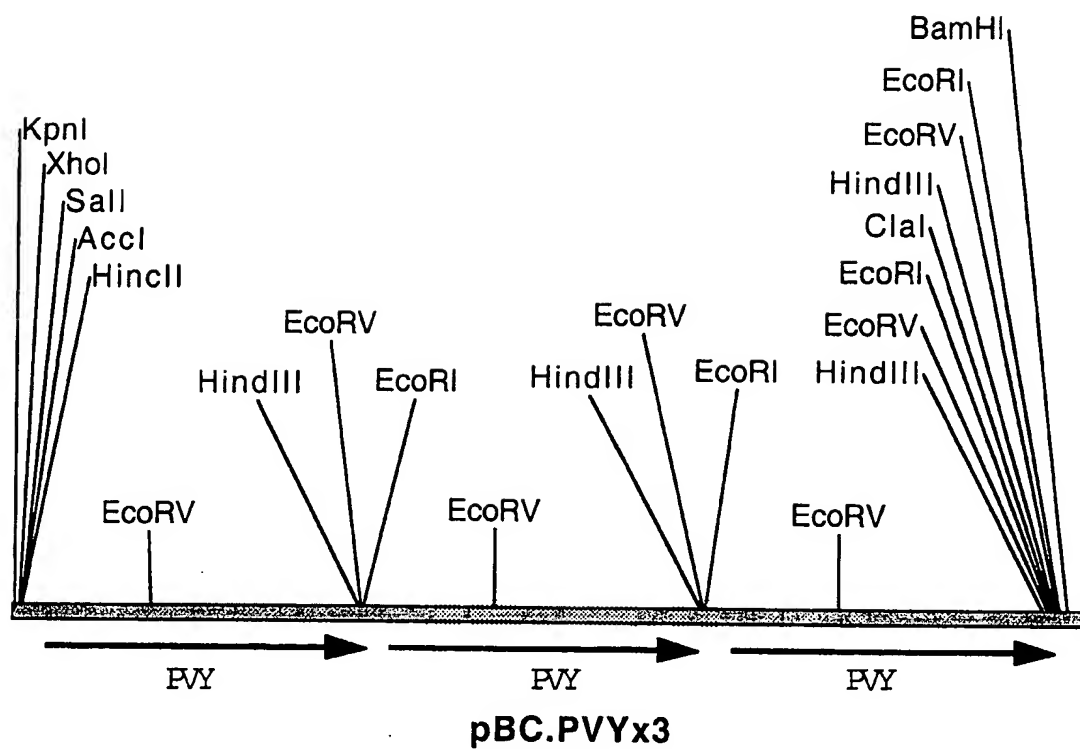 BamHI
EcoRI
EcoRV
HindIII
ClaI
EcoRI
EcoRV
HindIII
KpnI
XhoI
SalI
AccI
HincII
HindIII
EcoRV
EcoRI
HindIII
EcoRV
EcoRI
EcoRV
EcoRV
EcoRV
PVY
PVY
PVY
pBC.PVYx3